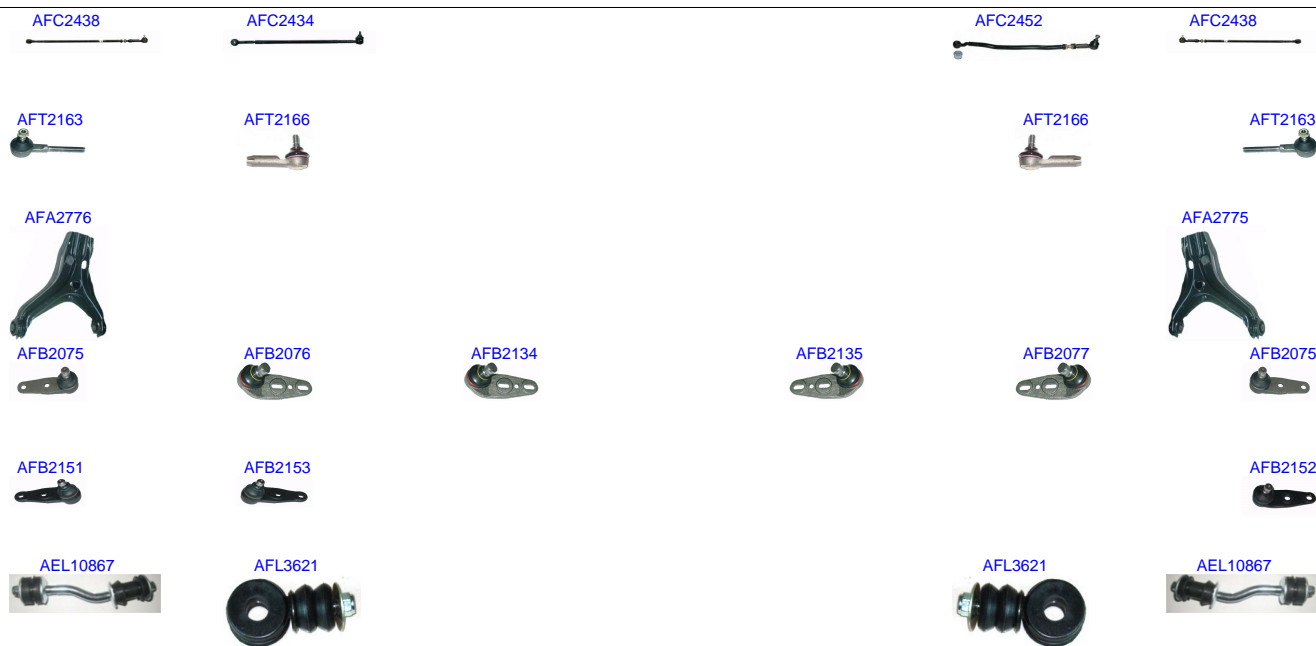 AFC2438 AFC2434 AFC2452 AFC2438
AFT2163 AFT2166 AFT2166 AFT2163
AFA2776 AFA2775
AFB2075 AFB2076 AFB2134 AFB2135 AFB2077 AFB2075
AFB2151 AFB2153 AFB2152
AEL10867 AFL3621 AFL3621 AEL10867